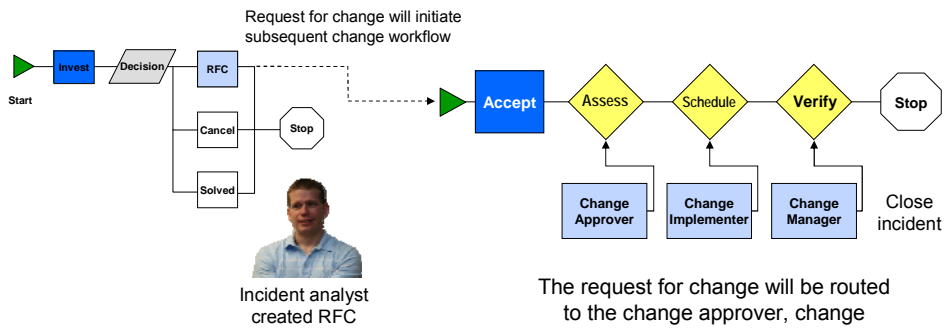 Request for change will initiate
subsequent change workflow
Start
Invest
Decision
RFC
Cancel
Solved
Stop
Accept
Assess
Schedule
Verify
Stop
Change
Approver
Change
Implementer
Change
Manager
Close
incident
Incident analyst
created RFC
The request for change will be routed
to the change approver, change